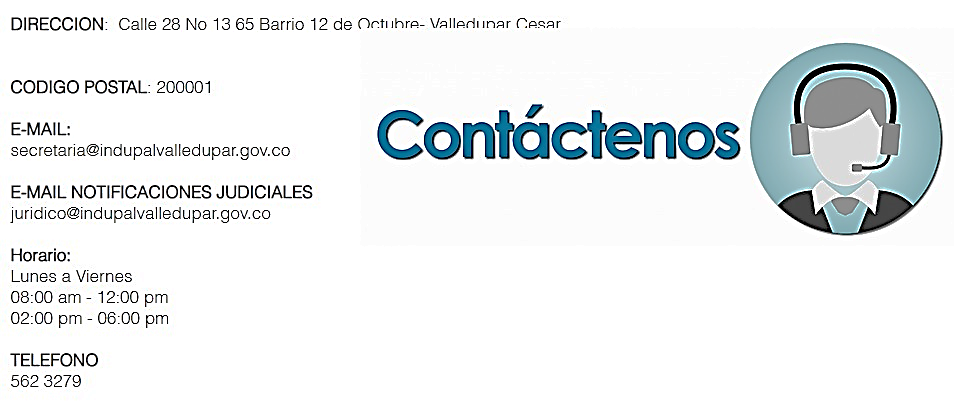 DIRECCION: Calle 28 No 13 65 Barrio 12 de Octubre- Valledupar Cesar
CODIGO POSTAL: 200001
E-MAIL:
secretaria@indupalvalledupar.gov.co
E-MAIL NOTIFICACIONES JUDICIALES
juridico@indupalvalledupar.gov.co
Horario:
Lunes a Viernes
08:00 am - 12:00 pm
02:00 pm - 06:00 pm
TELEFONO
562 3279
Contáctenos